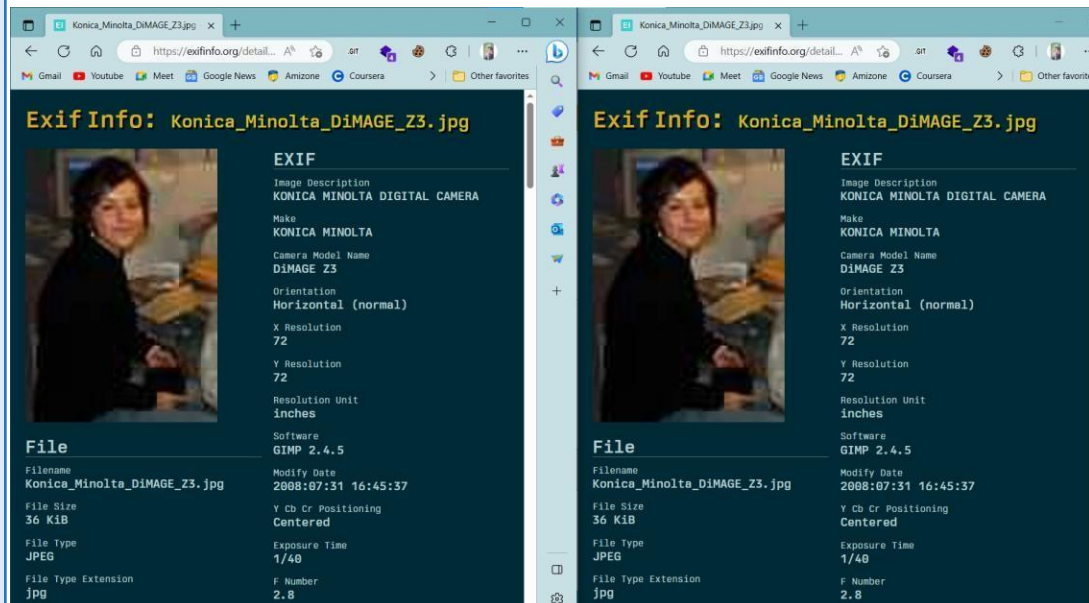 Konica_Minolta_DiMAGE_Z3.jpg
https://exifinfo.org/detail...
Gmail Youtube Meet Google News Amizone Coursera Other favorites
Exif Info: Konica_Minolta_DiMAGE_Z3.jpg
EXIF
Image Description
KONICA MINOLTA DIGITAL CAMERA
Make
KONICA MINOLTA
Camera Model Name
DiMAGE Z3
Orientation
Horizontal (normal)
X Resolution
72
Y Resolution
72
Resolution Unit
inches
Software
GIMP 2.4.5
Modify Date
2008:07:31 16:45:37
Y Cb Cr Positioning
Centered
Exposure Time
1/40
F Number
2.8
File
Filename
Konica_Minolta_DiMAGE_Z3.jpg
File Size
36 KiB
File Type
JPEG
File Type Extension
jpg
Konica_Minolta_DiMAGE_Z3.jpg
https://exifinfo.org/detail...
Gmail Youtube Meet Google News Amizone Coursera Other favorit
Exif Info: Konica_Minolta_DiMAGE_Z3.jpg
EXIF
Image Description
KONICA MINOLTA DIGITAL CAMERA
Make
KONICA MINOLTA
Camera Model Name
DiMAGE Z3
Orientation
Horizontal (normal)
X Resolution
72
Y Resolution
72
Resolution Unit
inches
Software
GIMP 2.4.5
Modify Date
2008:07:31 16:45:37
Y Cb Cr Positioning
Centered
Exposure Time
1/40
F Number
2.8
File
Filename
Konica_Minolta_DiMAGE_Z3.jpg
File Size
36 KiB
File Type
JPEG
File Type Extension
jpg